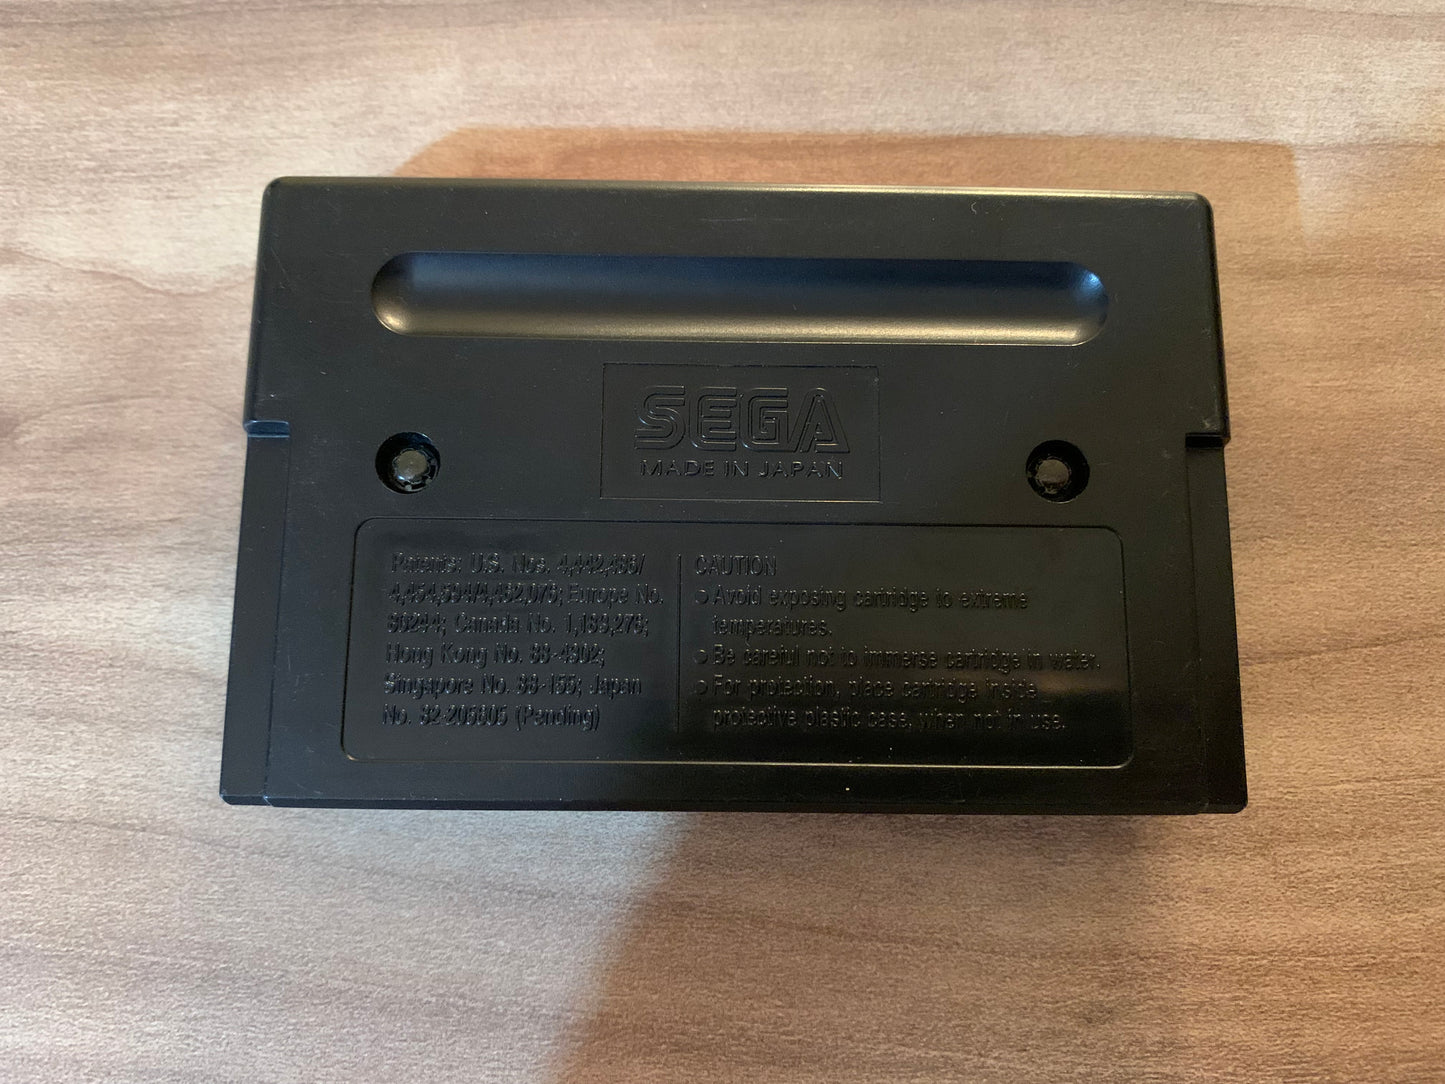 SEGA
MADE IN JAPAN
Patents: U.S. Nos. 4,442,486/
4,454,594/4,462,076; Europe No.
80244; Canada No. 1,183,276;
Hong Kong No. 88-4302;
Singapore No. 88-155; Japan
No. 82-205605 (Pending)
CAUTION
Avoid exposing cartridge to extreme
temperatures.
Be careful not to immerse cartridge in water.
For protection, place cartridge inside
protective plastic case, when not in use.